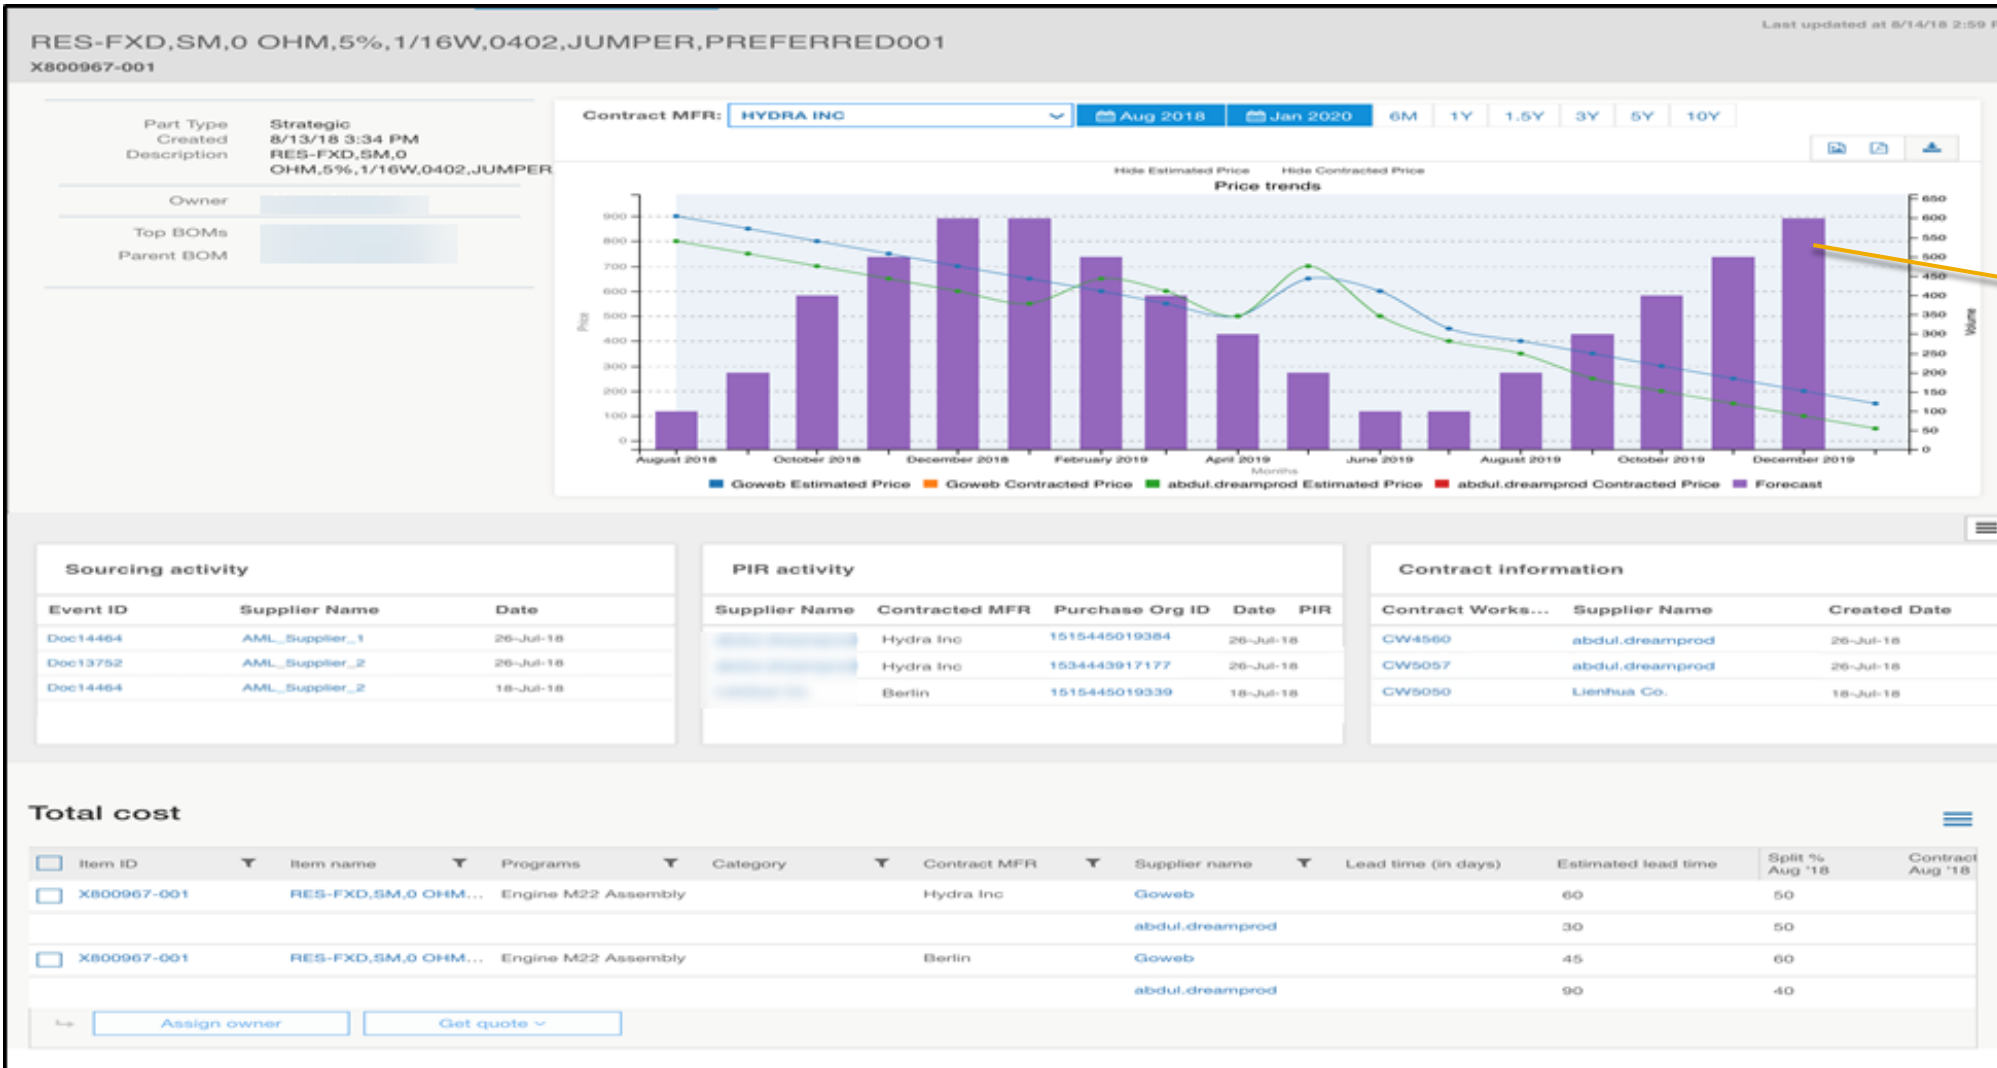 Last updated at 8/14/18 2:59
RES-FXD,SM,0 OHM,5%,1/16W,0402,JUMPER,PREFERRED001
X800967-001
Part Type Strategic
Created 8/13/18 3:34 PM
Description RES-FXD,SM,0
OHM,5%,1/16W,0402,JUMPER
Owner
Top BOMs
Parent BOM
Contract MFR: HYDRA INC Aug 2018 Jan 2020 6M 1Y 1.5Y 3Y 5Y 10Y
Hide Estimated Price Hide Contracted Price
Price trends
900
800
700
600
500
400
300
200
100
0
Price
650
600
550
500
450
400
350
300
250
200
150
100
50
0
Volume
August 2018 October 2018 December 2018 February 2019 April 2019 June 2019 August 2019 October 2019 December 2019
Months
Goweb Estimated Price Goweb Contracted Price abdul.dreamprod Estimated Price abdul.dreamprod Contracted Price Forecast
Sourcing activity
Event ID Supplier Name Date
Doc14464 AML_Supplier_1 26-Jul-18
Doc13752 AML_Supplier_2 26-Jul-18
Doc14464 AML_Supplier_2 18-Jul-18
PIR activity
Supplier Name Contracted MFR Purchase Org ID Date PIR
Hydra Inc 1515445019384 26-Jul-18
Hydra Inc 1534443917177 26-Jul-18
Berlin 1515445019339 18-Jul-18
Contract information
Contract Works... Supplier Name Created Date
CW4560 abdul.dreamprod 26-Jul-18
CW5057 abdul.dreamprod 26-Jul-18
CW5050 Lienhua Co. 18-Jul-18
Total cost
Item ID Item name Programs Category Contract MFR Supplier name Lead time (in days) Estimated lead time Split % Contract
Aug '18 Aug '18
X800967-001 RES-FXD,SM,0 OHM... Engine M22 Assembly Hydra Inc Goweb 60 50
abdul.dreamprod 30 50
X800967-001 RES-FXD,SM,0 OHM... Engine M22 Assembly Berlin Goweb 45 60
abdul.dreamprod 90 40
Assign owner Get quote